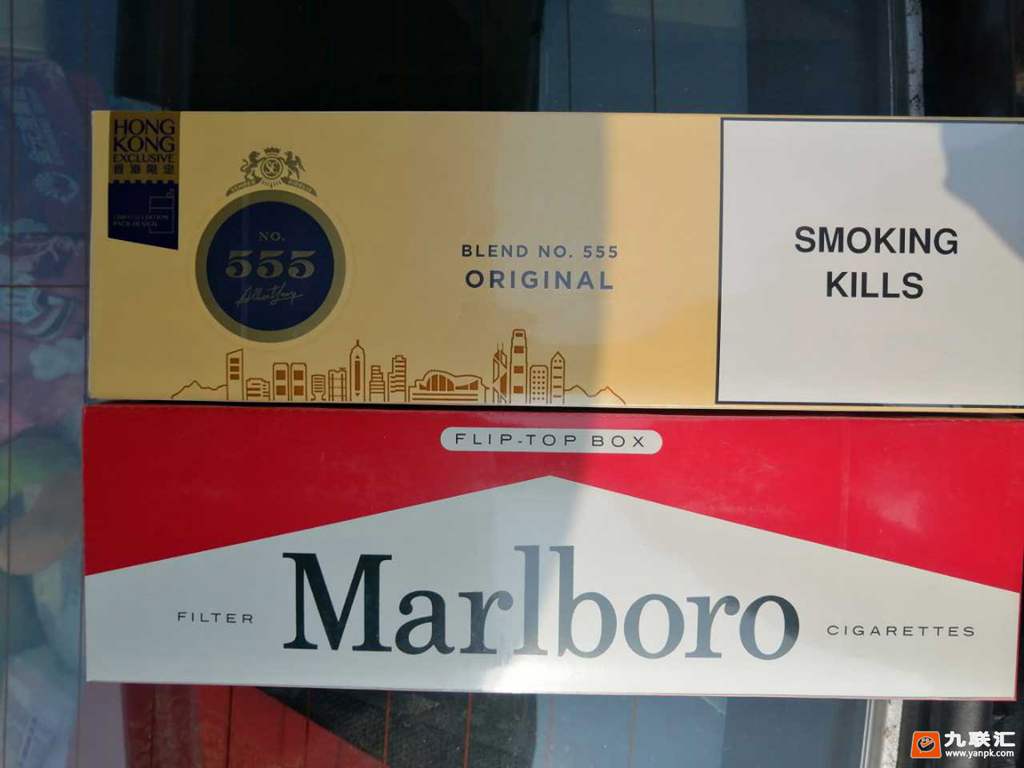 HONG
KONG
EXCLUSIVE
香港限定
NO.
555
BLEND NO. 555
ORIGINAL
SMOKING
KILLS
FLIP-TOP BOX
Marlboro
FILTER
CIGARETTES
九联汇
www.yanpk.com